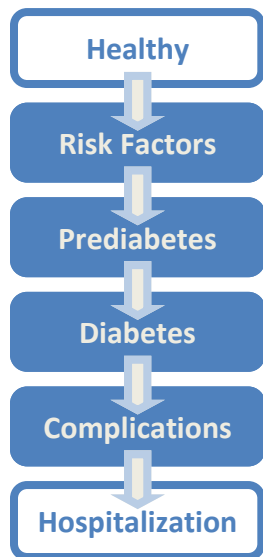 Healthy
Risk Factors
Prediabetes
Diabetes
Complications
Hospitalization